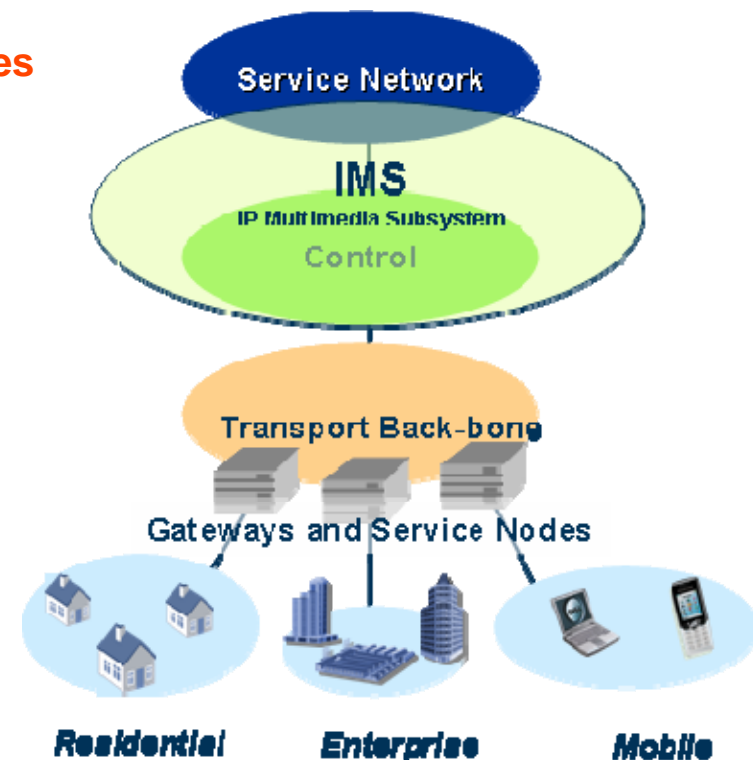 es
Service Network
IMS
IP Multimedia Subsystem
Control
Transport Back-bone
Gateways and Service Nodes
Residential Enterprise Mobile